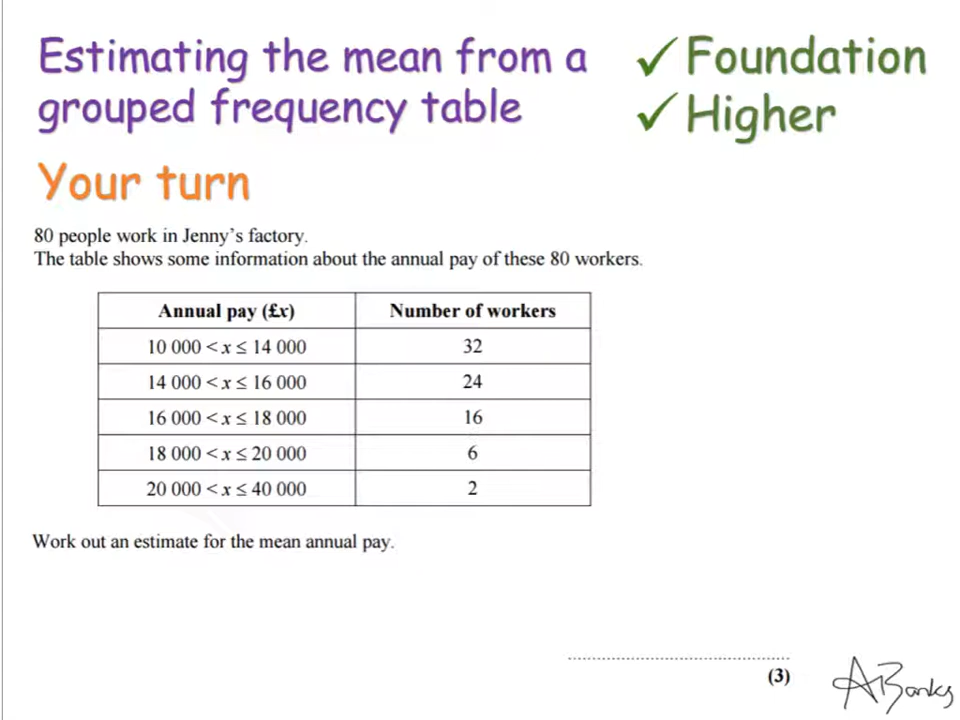 Estimating the mean from a
grouped frequency table
✓ Foundation
✓ Higher
Your turn
80 people work in Jenny's factory.
The table shows some information about the annual pay of these 80 workers.
Annual pay (£x) Number of workers
10 000 < x ≤ 14 000 32
14 000 < x ≤ 16 000 24
16 000 < x ≤ 18 000 16
18 000 < x ≤ 20 000 6
20 000 < x ≤ 40 000 2
Work out an estimate for the mean annual pay.
(3)
ABanks